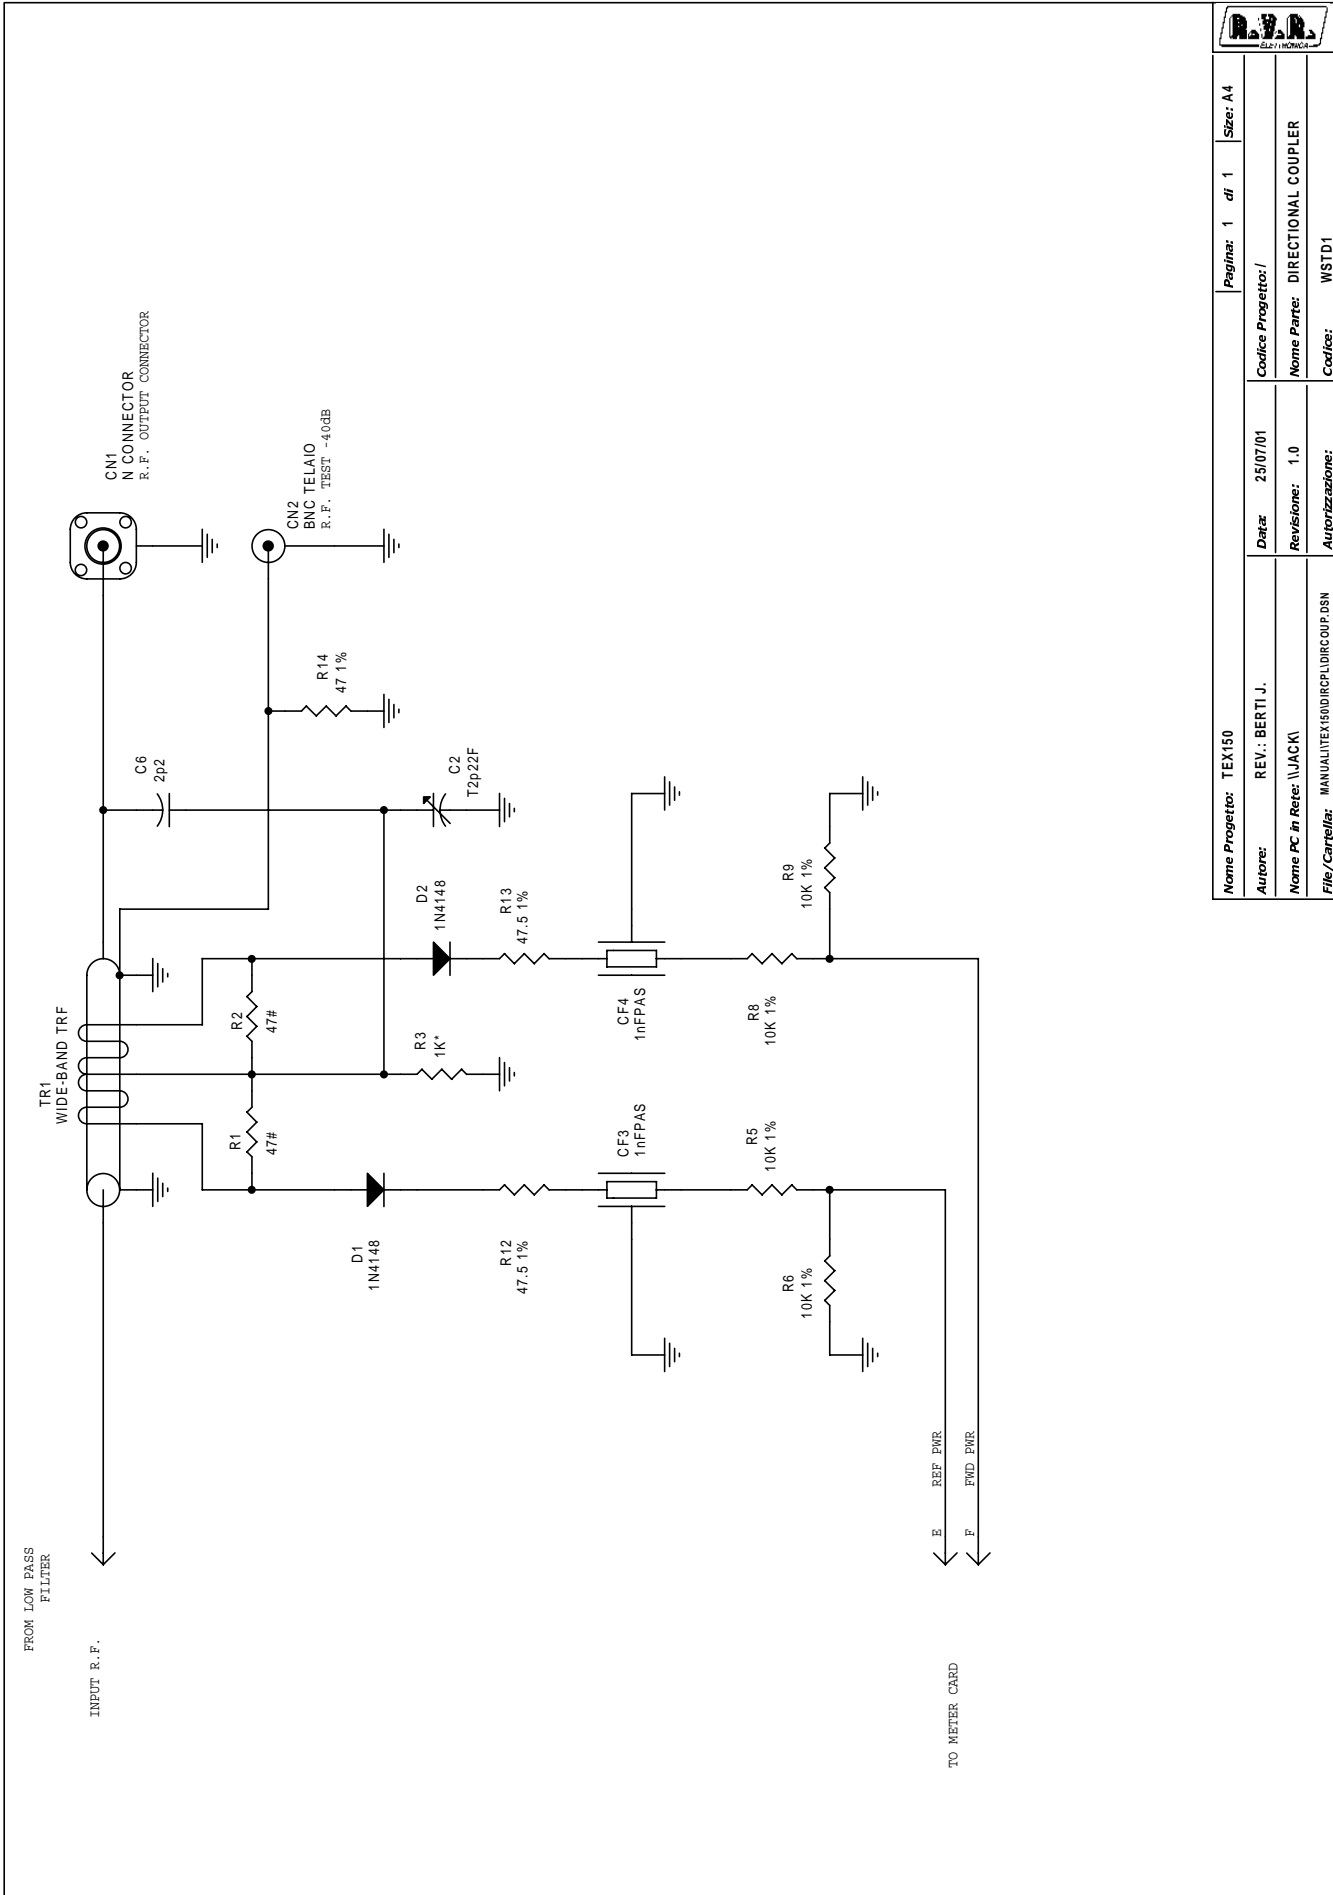 FROM LOW PASS
FILTER
INPUT R.F.
TR1
WIDE-BAND TRF
CN1
N CONNECTOR
R.F. OUTPUT CONNECTOR
CN2
BNC TELAIO
R.F. TEST -40dB
R14
47 1%
C6
2p2
C2
T2p22F
R1
47#
R2
47#
R3
1K*
D1
1N4148
D2
1N4148
R12
47.5 1%
R13
47.5 1%
CF3
1nFPAS
CF4
1nFPAS
R5
10K 1%
R8
10K 1%
R6
10K 1%
R9
10K 1%
E REF PWR
F FWD PWR
TO METER CARD
Nome Progetto: TEX150
Pagina: 1 di 1
Size: A4
Autore: REV.: BERTI J.
Data: 25/07/01
Codice Progetto: /
Nome PC in Rete: \\JACK\
Revisione: 1.0
Nome Parte: DIRECTIONAL COUPLER
File/Cartella: MANUALI\TEX150\DIRCPL\DIRCOUP.DSN
Autorizzazione:
Codice: WSTD1
R.V.R.
ELETTRONICA